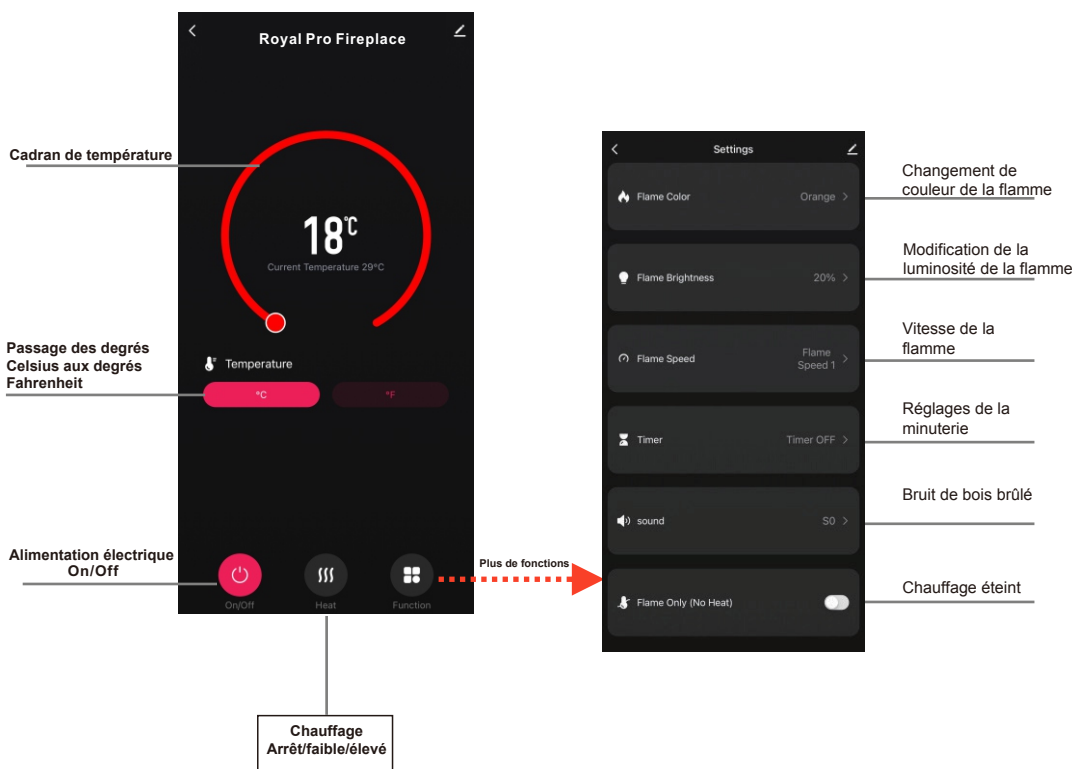 Royal Pro Fireplace
Cadran de température
18℃
Current Temperature 29°C
Passage des degrés
Celsius aux degrés
Fahrenheit
Temperature
°C
°F
Alimentation électrique
On/Off
On/Off
Heat
Function
Plus de fonctions
Chauffage
Arrêt/faible/élevé
Settings
Flame Color
Orange
Changement de
couleur de la flamme
Flame Brightness
20%
Modification de la
luminosité de la flamme
Flame Speed
Flame
Speed 1
Vitesse de la
flamme
Timer
Timer OFF
Réglages de la
minuterie
sound
S0
Bruit de bois brûlé
Flame Only (No Heat)
Chauffage éteint